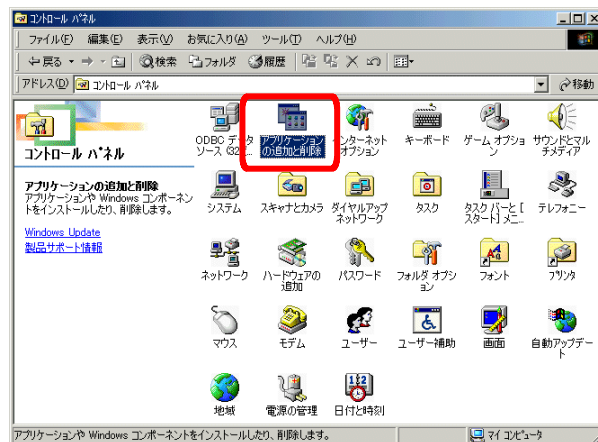 コントロール パネル
ファイル(F) 編集(E) 表示(V) お気に入り(A) ツール(T) ヘルプ(H)
戻る 検索 フォルダ 履歴
アドレス(D) コントロール パネル 移動
コントロール パネル
アプリケーションの追加と削除
アプリケーションや Windows コンポーネン
トをインストールしたり、削除します。
Windows Update
製品サポート情報
ODBC データ
ソース (32...
アプリケーション
の追加と削除
インターネット
オプション
キーボード
ゲーム オプショ
ン
サウンドとマル
チメディア
システム
スキャナとカメラ
ダイヤルアップ
ネットワーク
タスク
タスク バーと [
スタート] メニ...
テレフォニー
ネットワーク
ハードウェアの
追加
パスワード
フォルダ オプシ
ョン
フォント
プリンタ
マウス
モデム
ユーザー
ユーザー補助
画面
自動アップデー
ト
地域
電源の管理
日付と時刻
アプリケーションや Windows コンポーネントをインストールしたり、削除します。 マイ コンピュータ